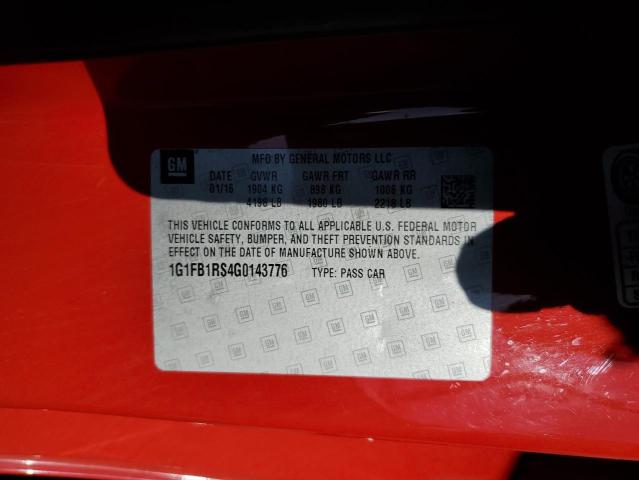 GM
MFD BY GENERAL MOTORS LLC
DATE GVWR GAWR FRT GAWR RR
01/16 1904 KG 898 KG 1006 KG
4198 LB 1980 LB 2218 LB
THIS VEHICLE CONFORMS TO ALL APPLICABLE U.S. FEDERAL MOTOR
VEHICLE SAFETY, BUMPER, AND THEFT PREVENTION STANDARDS IN
EFFECT ON THE DATE OF MANUFACTURE SHOWN ABOVE.
1G1FB1RS4G0143776 TYPE: PASS CAR